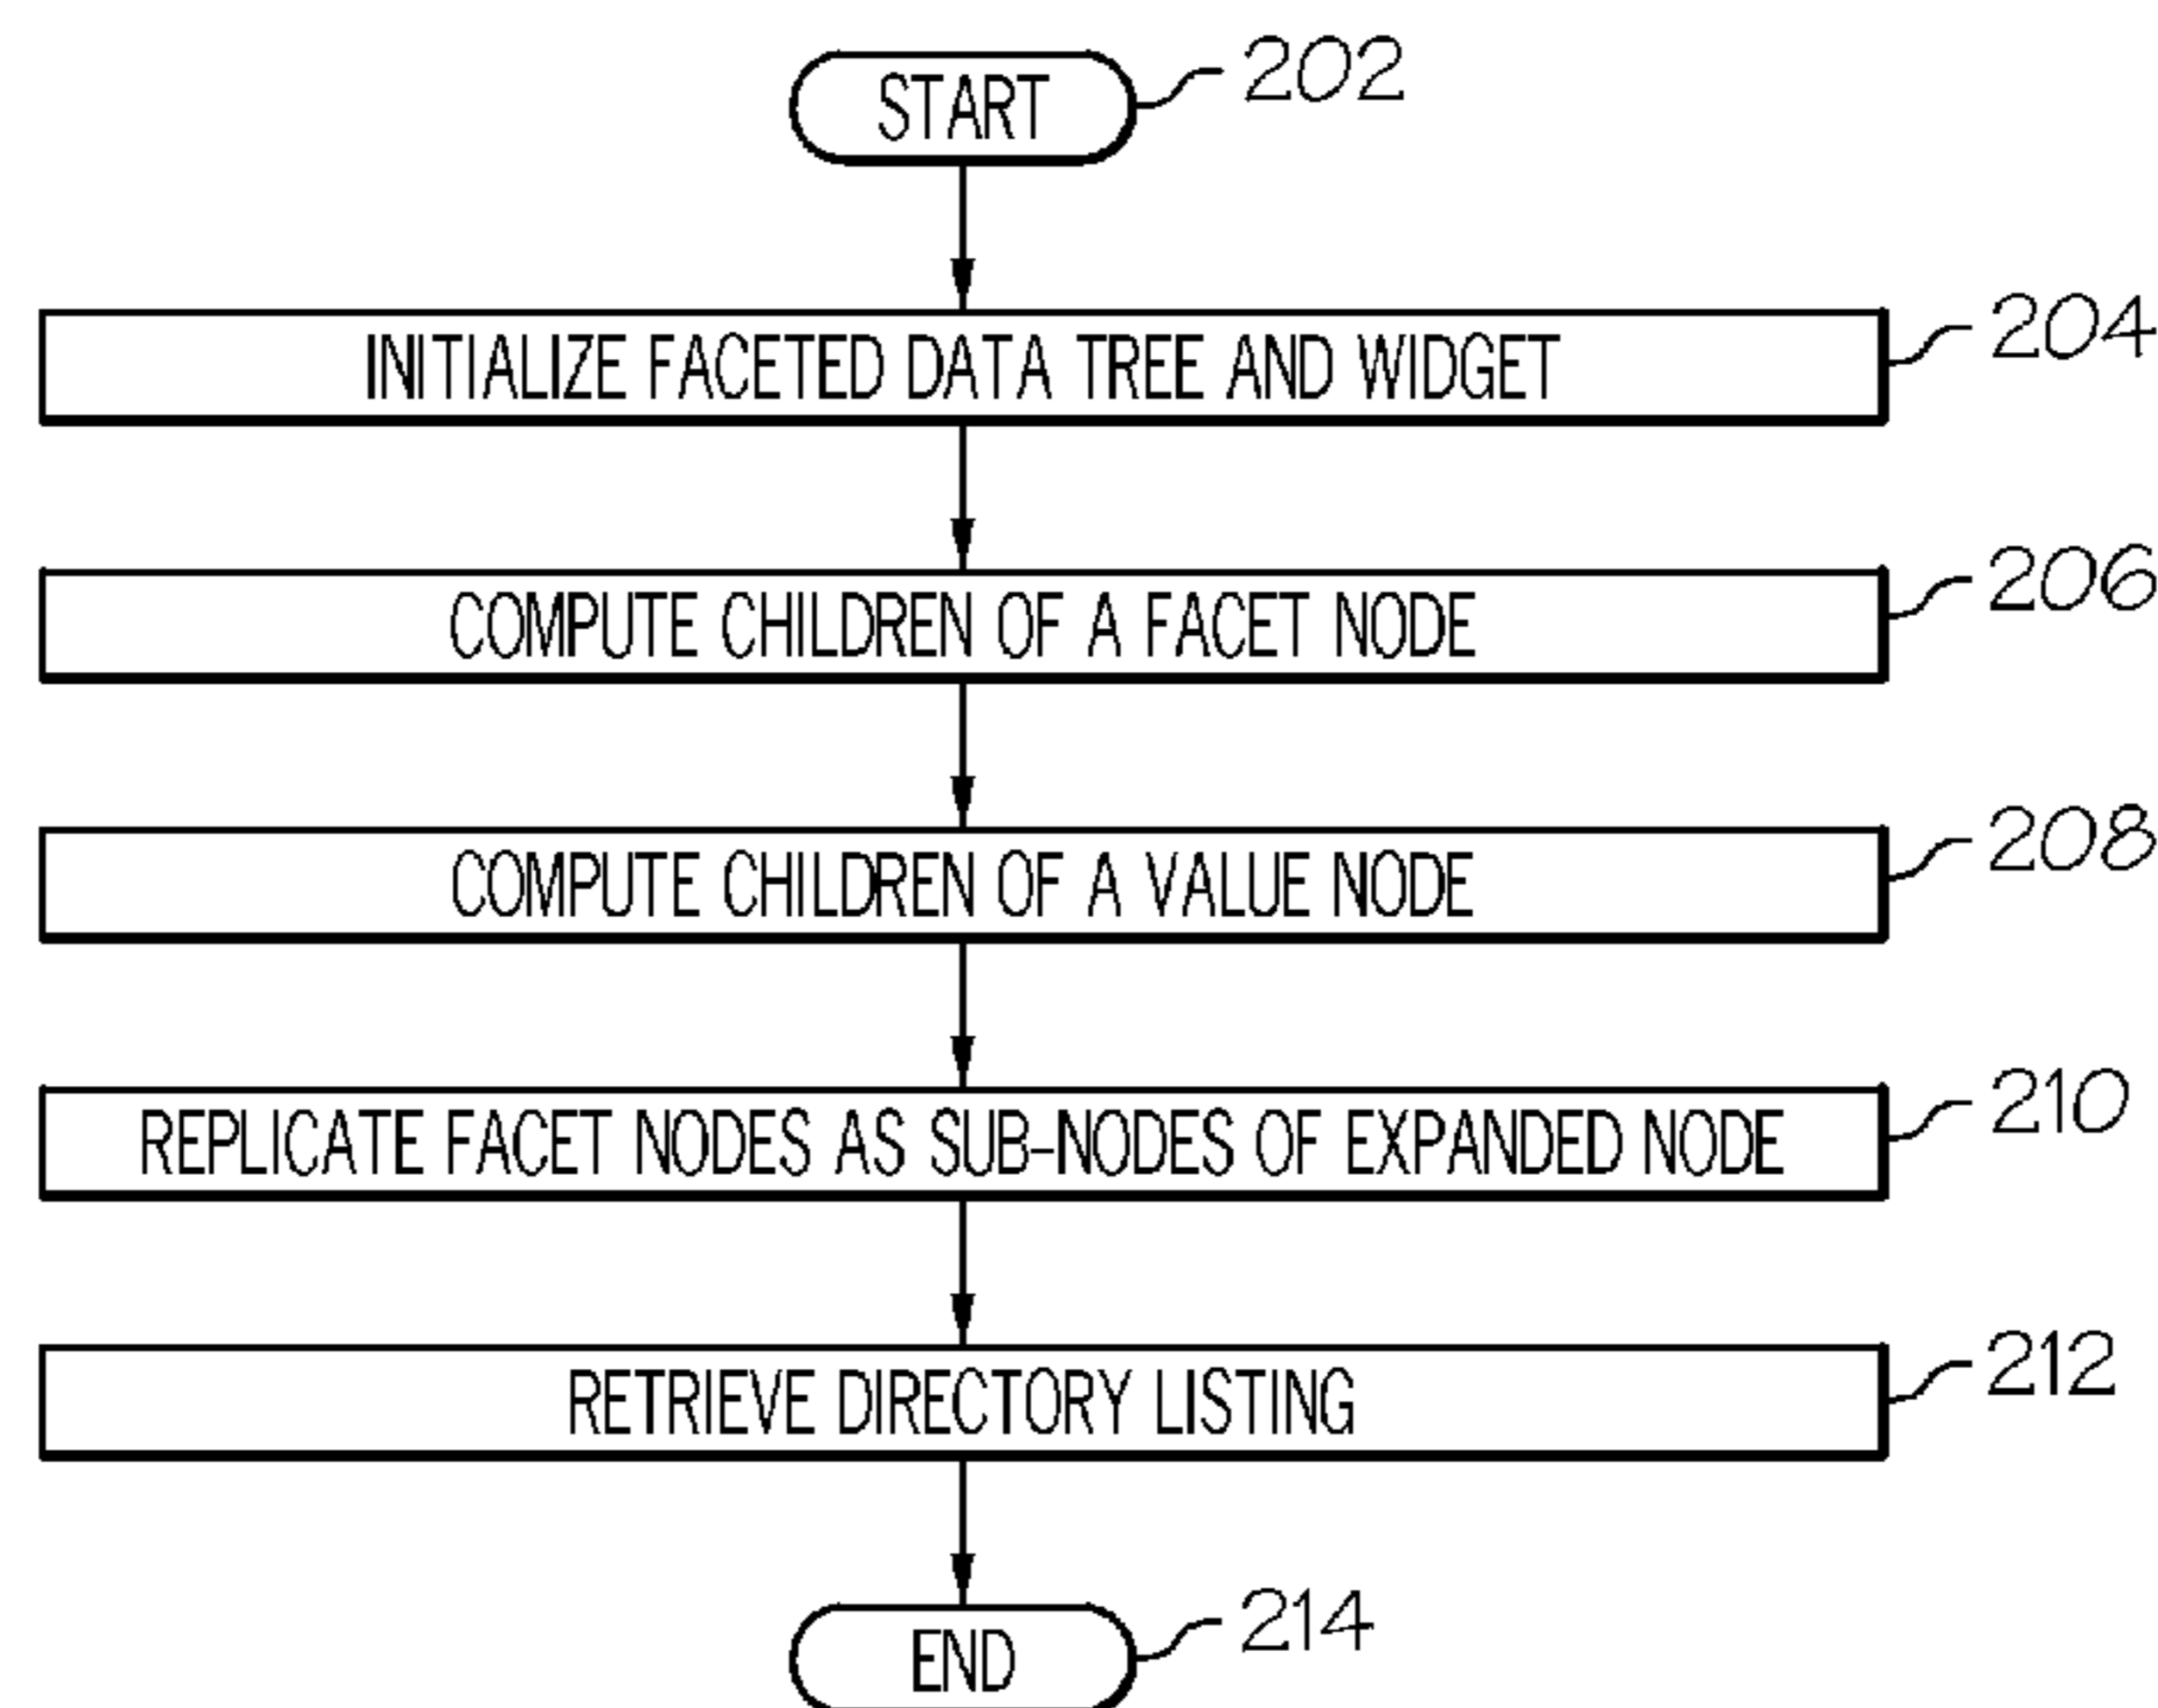 START 202
INITIALIZE FACETED DATA TREE AND WIDGET 204
COMPUTE CHILDREN OF A FACET NODE 206
COMPUTE CHILDREN OF A VALUE NODE 208
REPLICATE FACET NODES AS SUB-NODES OF EXPANDED NODE 210
RETRIEVE DIRECTORY LISTING 212
END 214